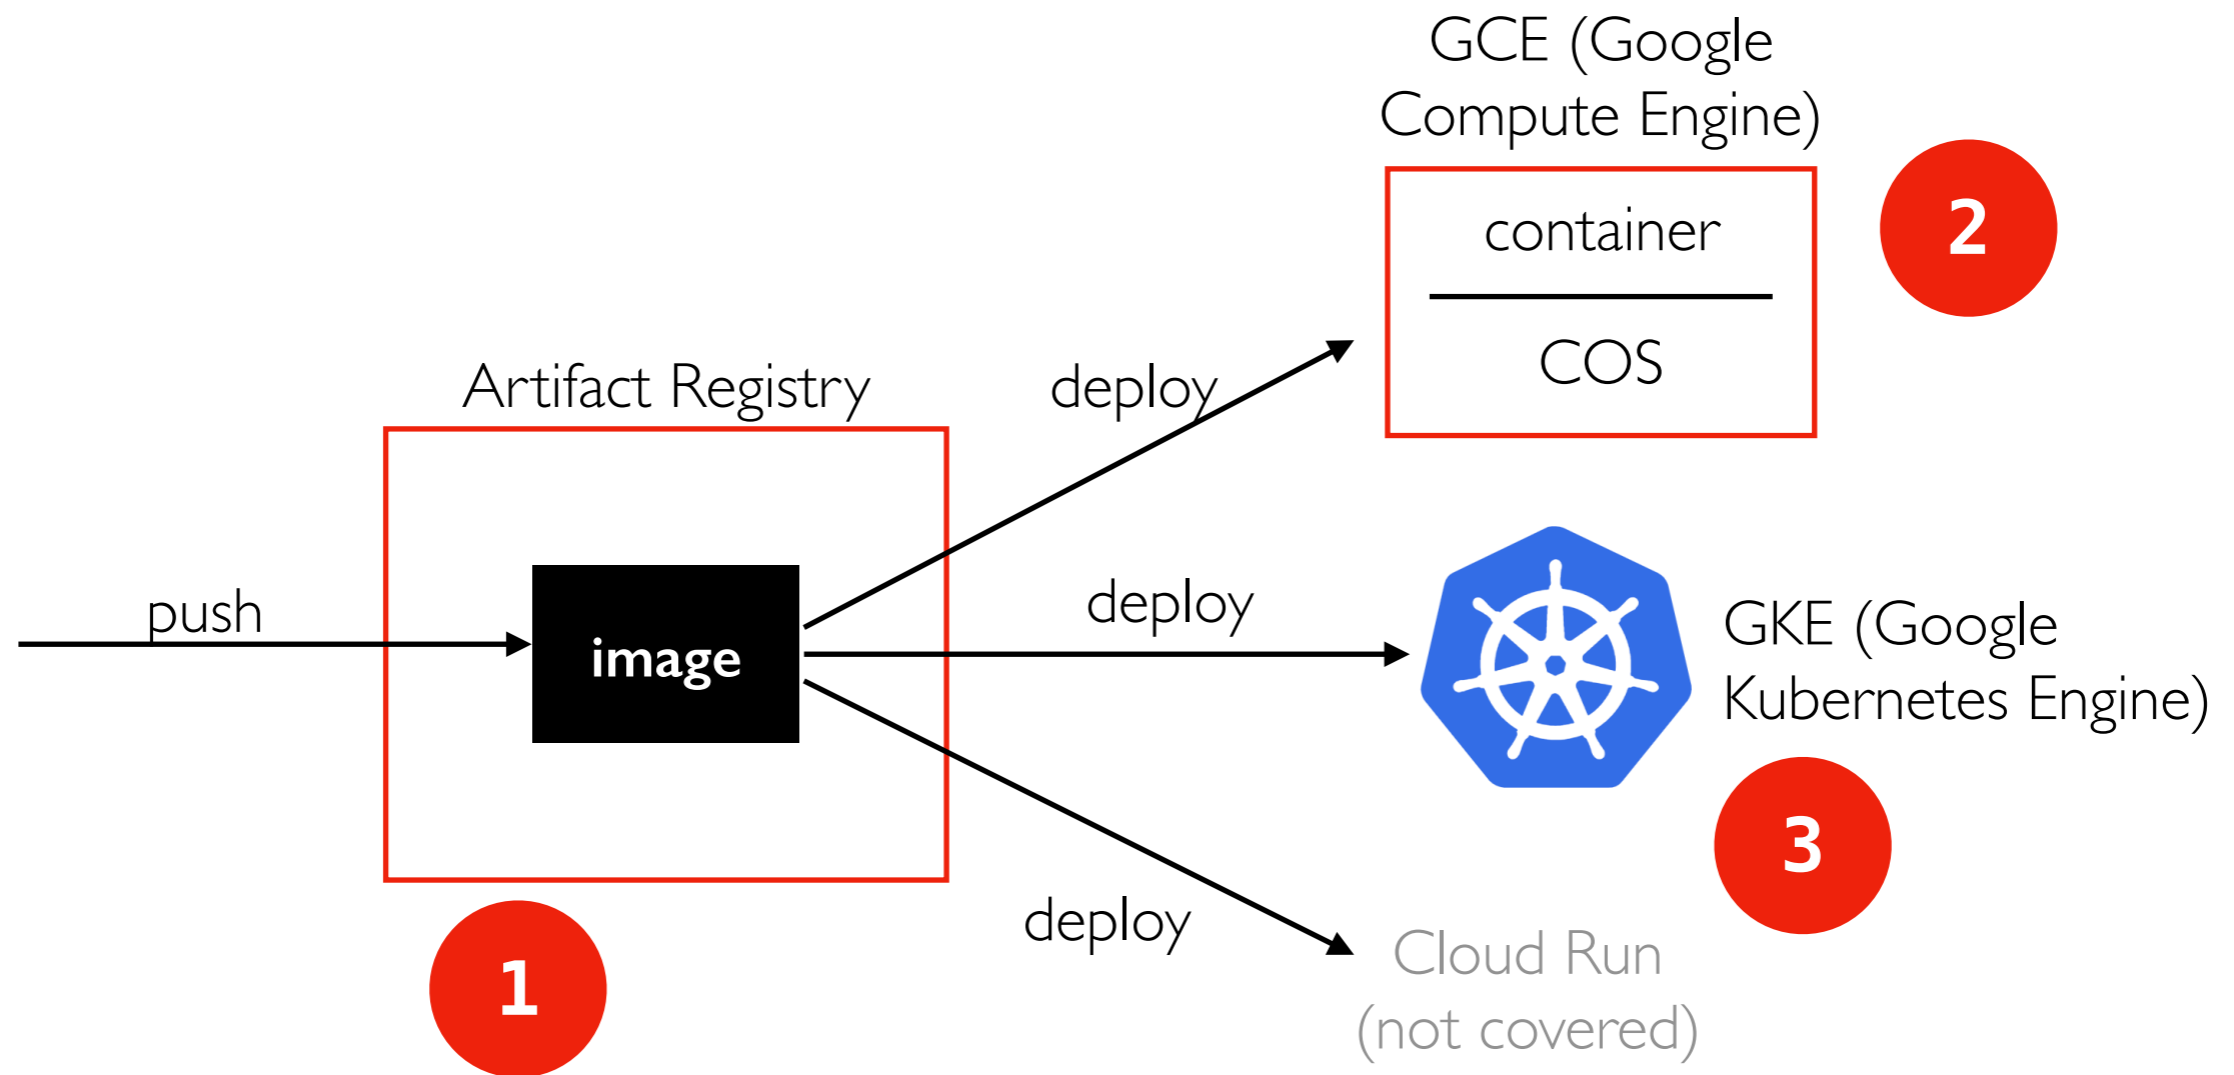 GCE (Google
Compute Engine)
container
COS
2
Artifact Registry
deploy
push
image
deploy
GKE (Google
Kubernetes Engine)
3
deploy
Cloud Run
(not covered)
1